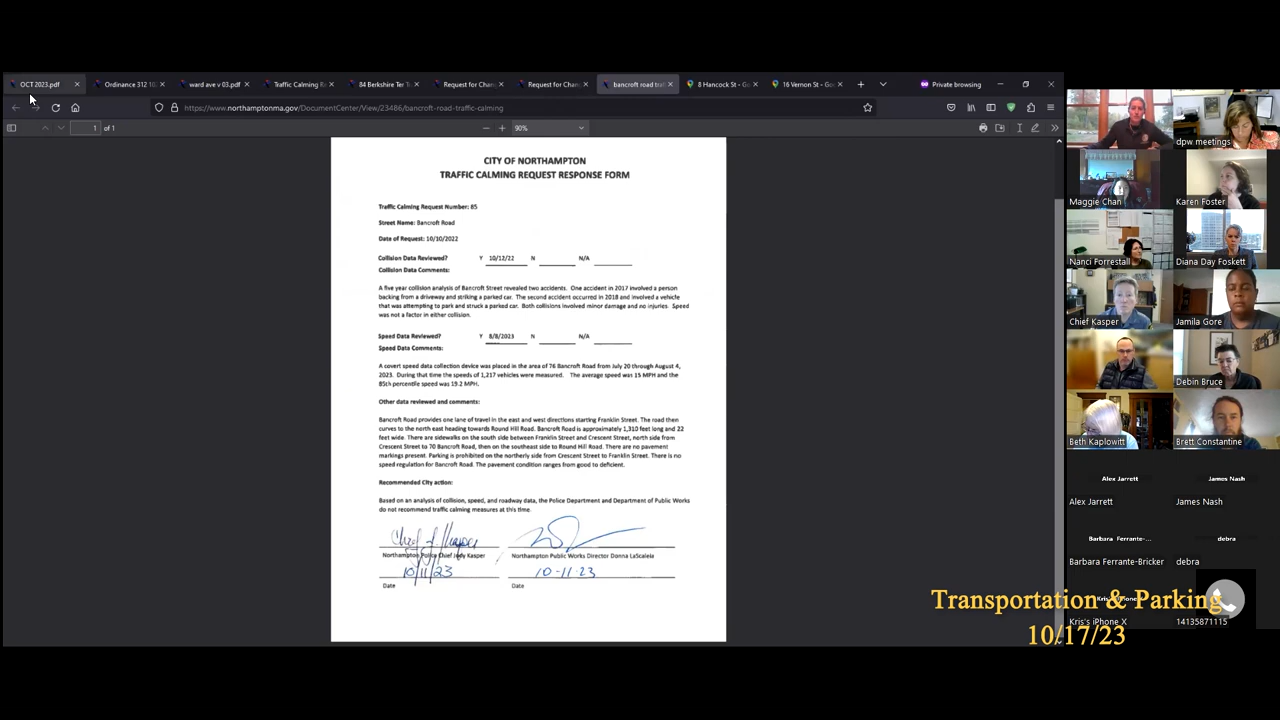 OCT 2023.pdf
Ordinance 312-10
ward ave v 03.pdf
Traffic Calming R
84 Berkshire Ter T
Request for Chan
Request for Chan
bancroft road traf
8 Hancock St - Go
16 Vernon St - Go
Private browsing
https://www.northamptonma.gov/DocumentCenter/View/23486/bancroft-road-traffic-calming
1 of 1
90%
CITY OF NORTHAMPTON
TRAFFIC CALMING REQUEST RESPONSE FORM
Traffic Calming Request Number: 85
Street Name: Bancroft Road
Date of Request: 10/10/2022
Collision Data Reviewed? Y 10/12/22 N N/A
Collision Data Comments:
A five year collision analysis of Bancroft Street revealed two accidents. One accident in 2017 involved a person
backing from a driveway and striking a parked car. The second accident occurred in 2018 and involved a vehicle
that was attempting to park and struck a parked car. Both collisions involved minor damage and no injuries. Speed
was not a factor in either collision.
Speed Data Reviewed? Y 8/8/2023 N N/A
Speed Data Comments:
A covert speed data collection device was placed in the area of 76 Bancroft Road from July 20 through August 4,
2023. During that time the speeds of 1,217 vehicles were measured. The average speed was 15 MPH and the
85th percentile speed was 19.2 MPH.
Other data reviewed and comments:
Bancroft Road provides one lane of travel in the east and west directions starting Franklin Street. The road then
curves to the north east heading towards Round Hill Road. Bancroft Road is approximately 1,310 feet long and 22
feet wide. There are sidewalks on the south side between Franklin Street and Crescent Street, north side from
Crescent Street to 70 Bancroft Road, then on the southeast side to Round Hill Road. There are no pavement
markings present. Parking is prohibited on the northerly side from Crescent Street to Franklin Street. There is no
speed regulation for Bancroft Road. The pavement condition ranges from good to deficient.
Recommended City action:
Based on an analysis of collision, speed, and roadway data, the Police Department and Department of Public Works
do not recommend traffic calming measures at this time.
Chief J. Kasper
Northampton Police Chief Jody Kasper
Northampton Public Works Director Donna LaScaleia
10/11/23
10-11-23
Date
Date
dpw meetings
Maggie Chan
Karen Foster
Nanci Forrestall
Diana Day Foskett
Chief Kasper
Jamila Gore
Debin Bruce
Beth Kaplowitt
Brett Constantine
Alex Jarrett
James Nash
Alex Jarrett
James Nash
Barbara Ferrante-...
debra
Barbara Ferrante-Bricker
debra
Kris's iPhone X
14135871115
Transportation & Parking
10/17/23